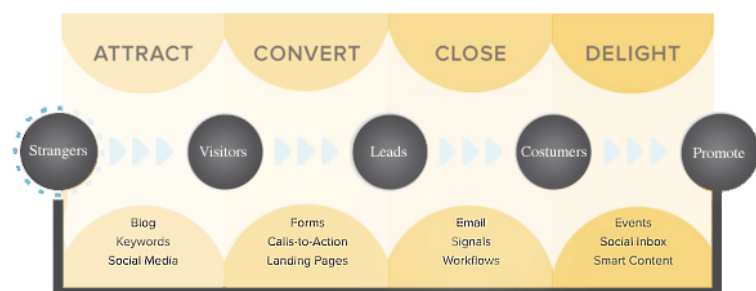 ATTRACT
CONVERT
CLOSE
DELIGHT
Strangers
Visitors
Leads
Costumers
Promote
Blog
Keywords
Social Media
Forms
Calls-to-Action
Landing Pages
Email
Signals
Workflows
Events
Social Inbox
Smart Content